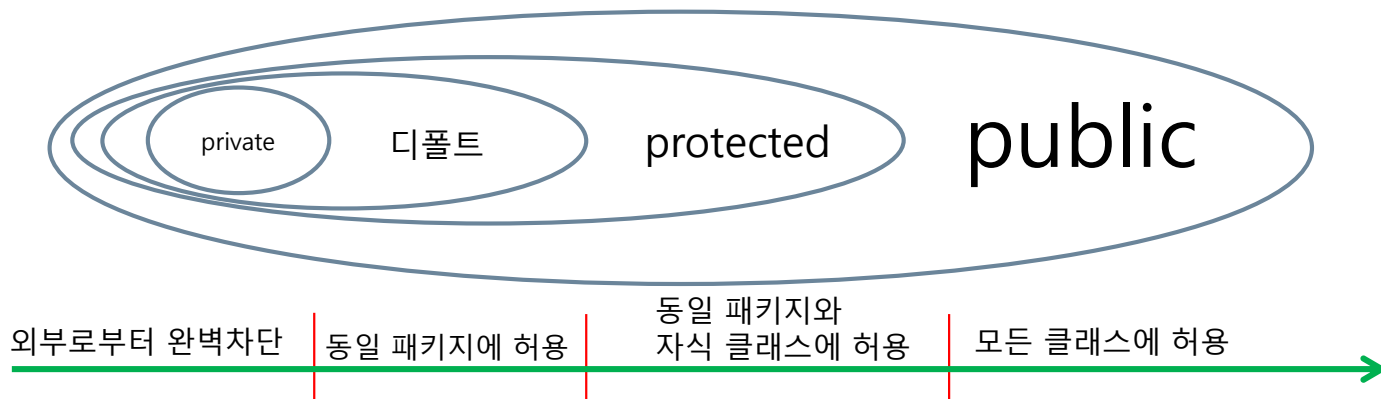 private
디폴트
protected
public
외부로부터 완벽차단
동일 패키지에 허용
동일 패키지와
자식 클래스에 허용
모든 클래스에 허용